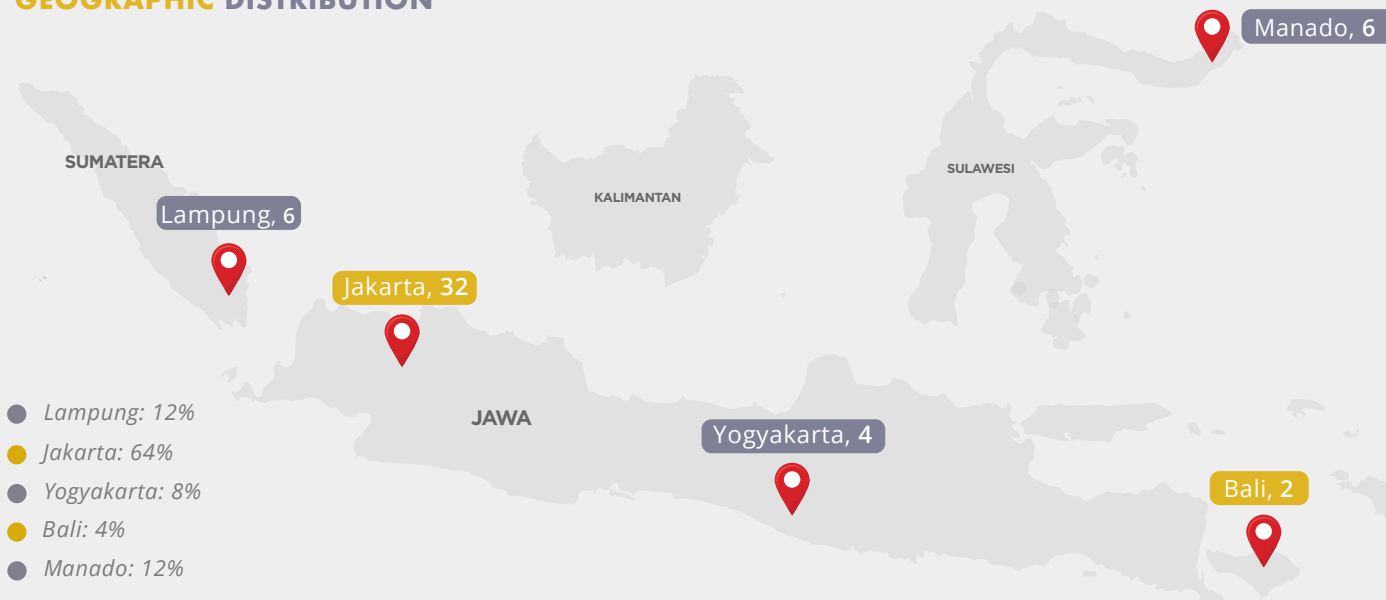 GEOGRAPHIC DISTRIBUTION
Manado, 6
SUMATERA
SULAWESI
KALIMANTAN
Lampung, 6
Jakarta, 32
JAWA
Yogyakarta, 4
Bali, 2
Lampung: 12%
Jakarta: 64%
Yogyakarta: 8%
Bali: 4%
Manado: 12%